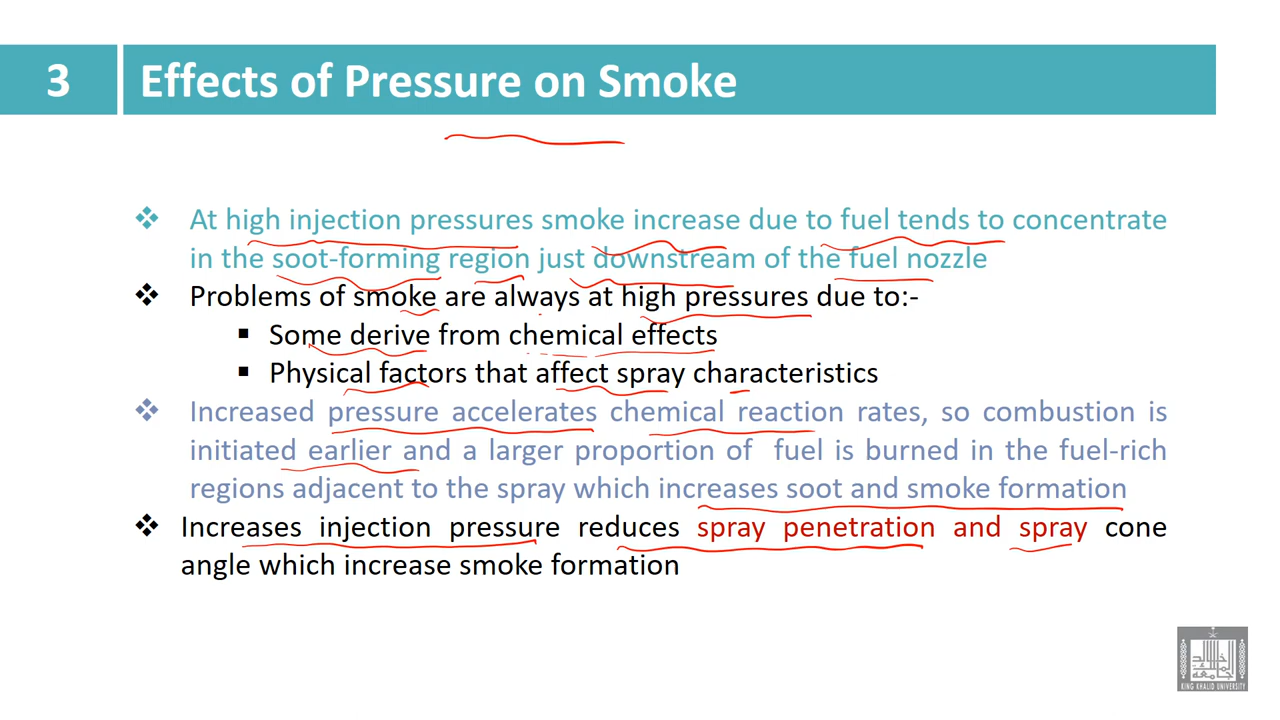 3
Effects of Pressure on Smoke
❖ At high injection pressures smoke increase due to fuel tends to concentrate
in the soot-forming region just downstream of the fuel nozzle
❖ Problems of smoke are always at high pressures due to:-
▪ Some derive from chemical effects
▪ Physical factors that affect spray characteristics
❖ Increased pressure accelerates chemical reaction rates, so combustion is
initiated earlier and a larger proportion of fuel is burned in the fuel-rich
regions adjacent to the spray which increases soot and smoke formation
❖ Increases injection pressure reduces spray penetration and spray cone
angle which increase smoke formation
KING KHALID UNIVERSITY